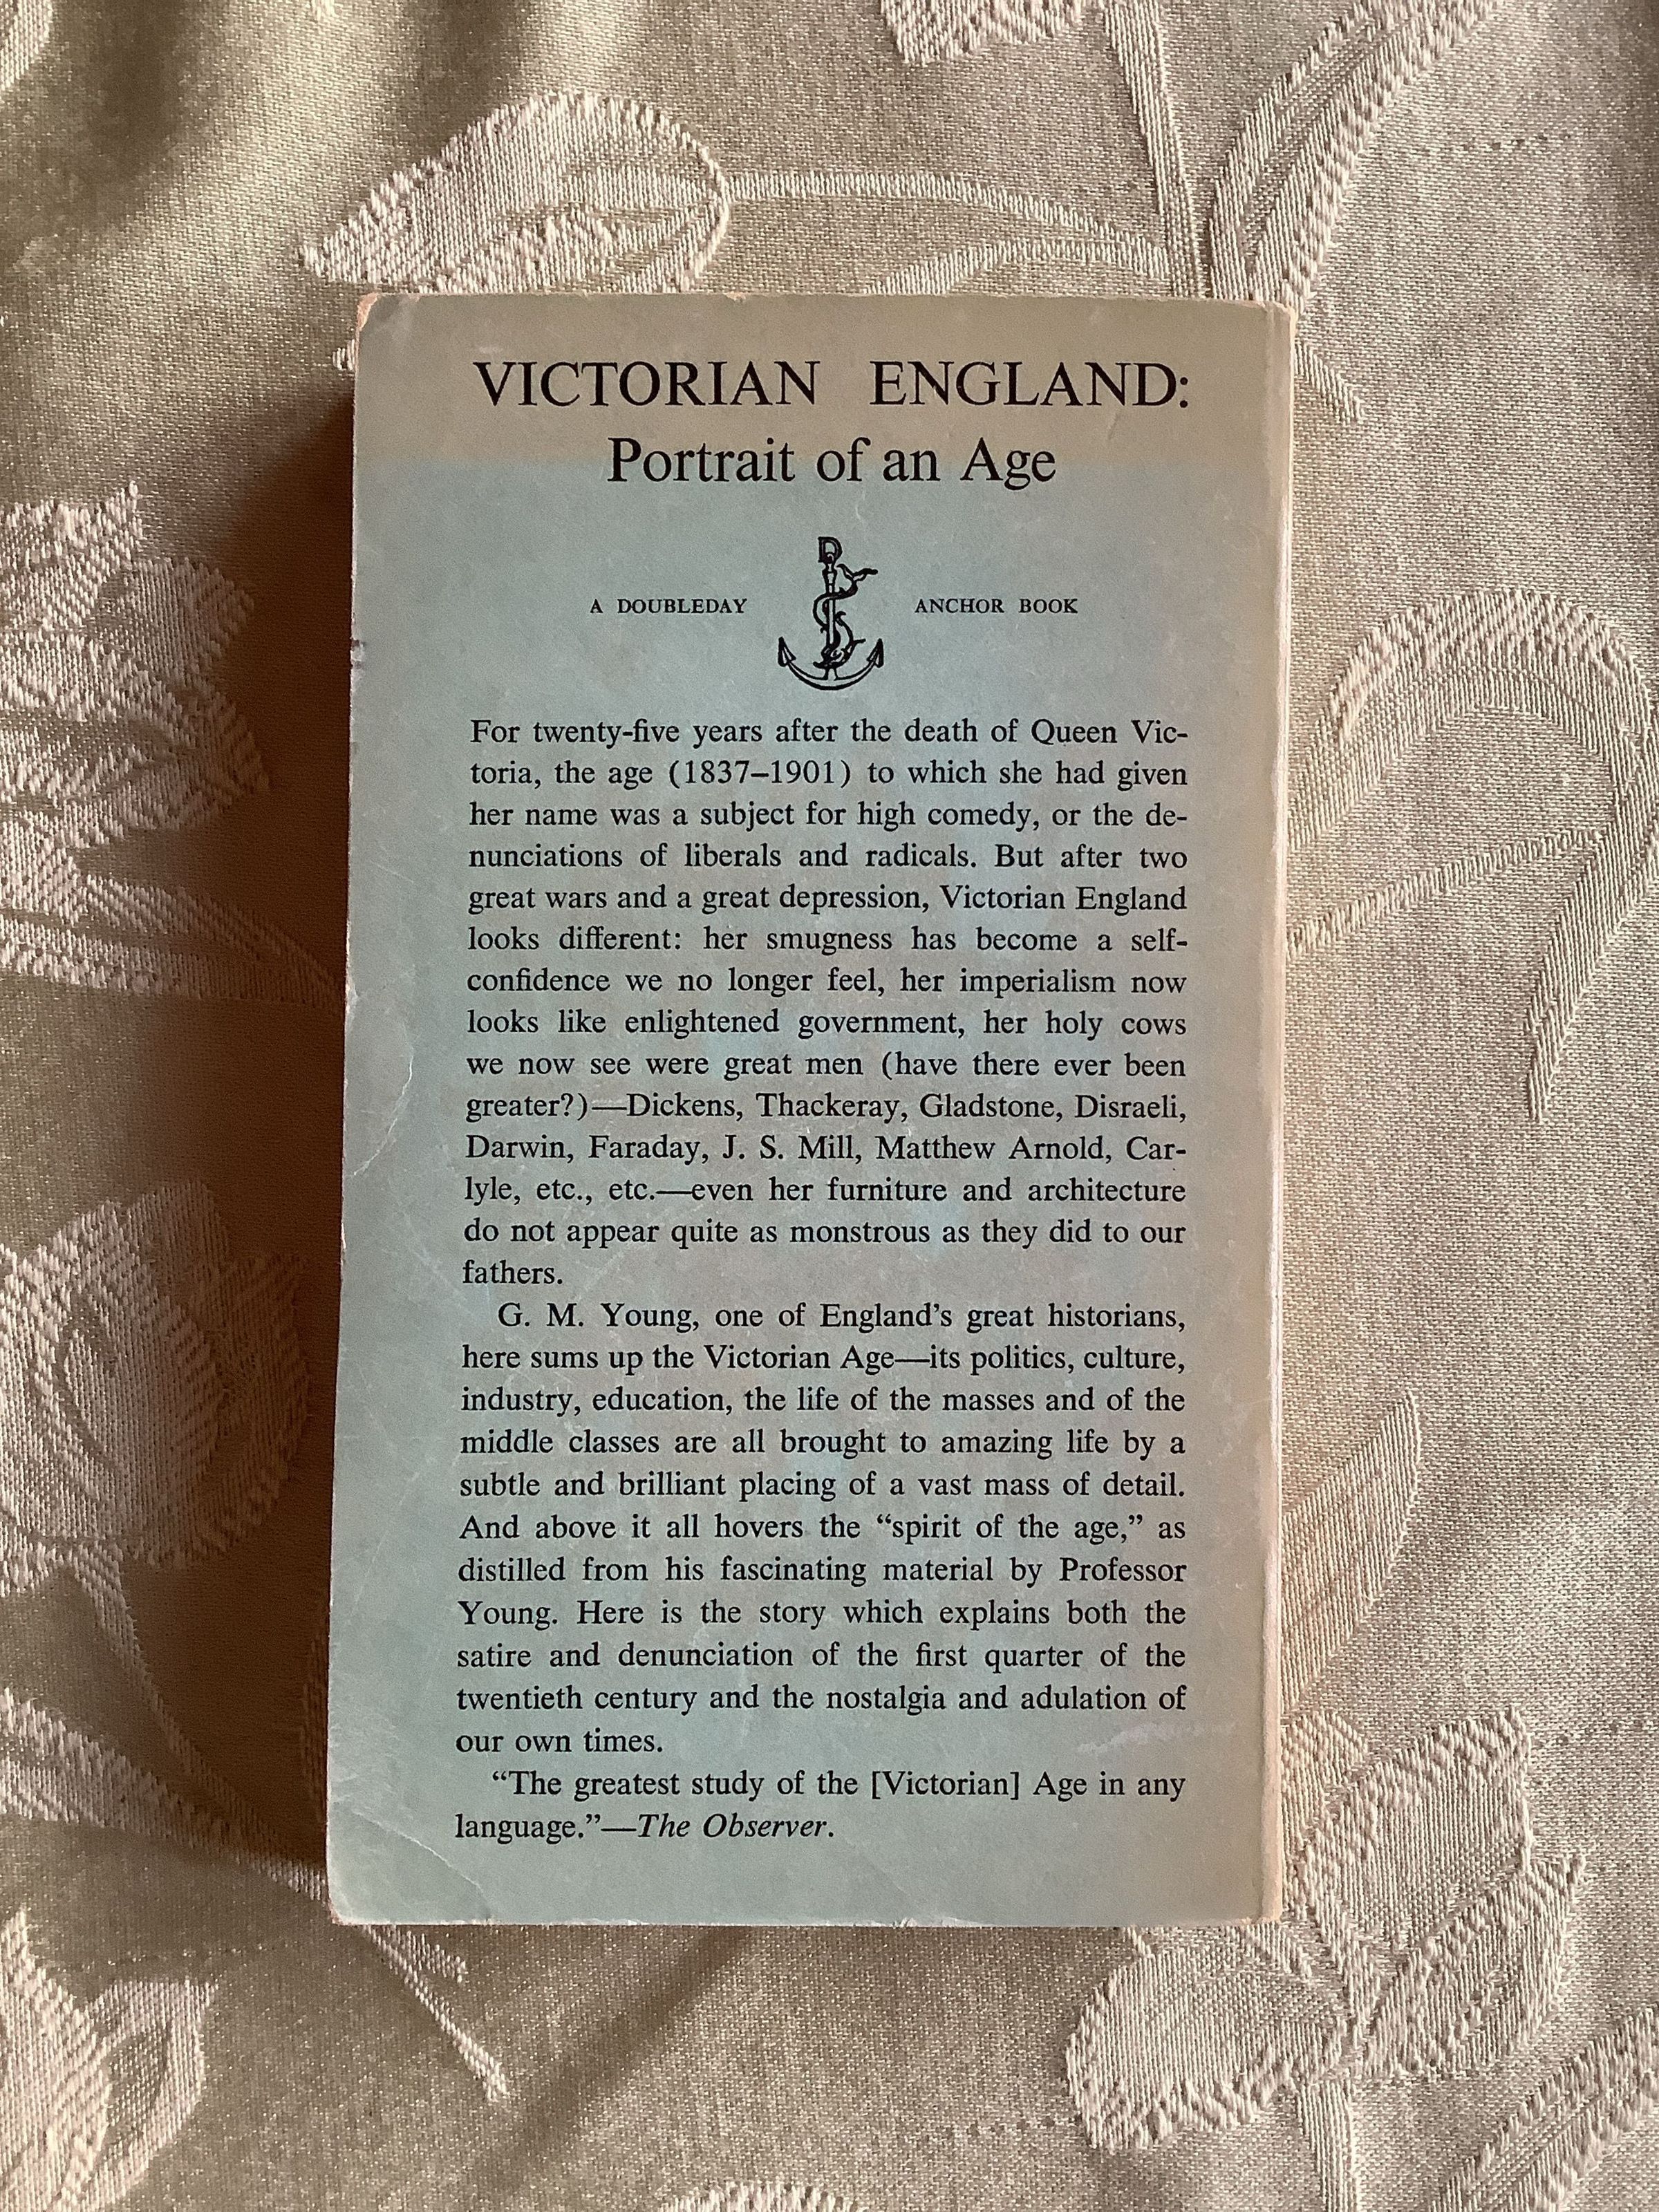 VICTORIAN ENGLAND:
Portrait of an Age
D
A DOUBLEDAY ANCHOR BOOK
For twenty-five years after the death of Queen Vic-
toria, the age (1837–1901) to which she had given
her name was a subject for high comedy, or the de-
nunciations of liberals and radicals. But after two
great wars and a great depression, Victorian England
looks different: her smugness has become a self-
confidence we no longer feel, her imperialism now
looks like enlightened government, her holy cows
we now see were great men (have there ever been
greater?)—Dickens, Thackeray, Gladstone, Disraeli,
Darwin, Faraday, J. S. Mill, Matthew Arnold, Car-
lyle, etc., etc.—even her furniture and architecture
do not appear quite as monstrous as they did to our
fathers.
G. M. Young, one of England’s great historians,
here sums up the Victorian Age—its politics, culture,
industry, education, the life of the masses and of the
middle classes are all brought to amazing life by a
subtle and brilliant placing of a vast mass of detail.
And above it all hovers the “spirit of the age,” as
distilled from his fascinating material by Professor
Young. Here is the story which explains both the
satire and denunciation of the first quarter of the
twentieth century and the nostalgia and adulation of
our own times.
“The greatest study of the [Victorian] Age in any
language.”—The Observer.